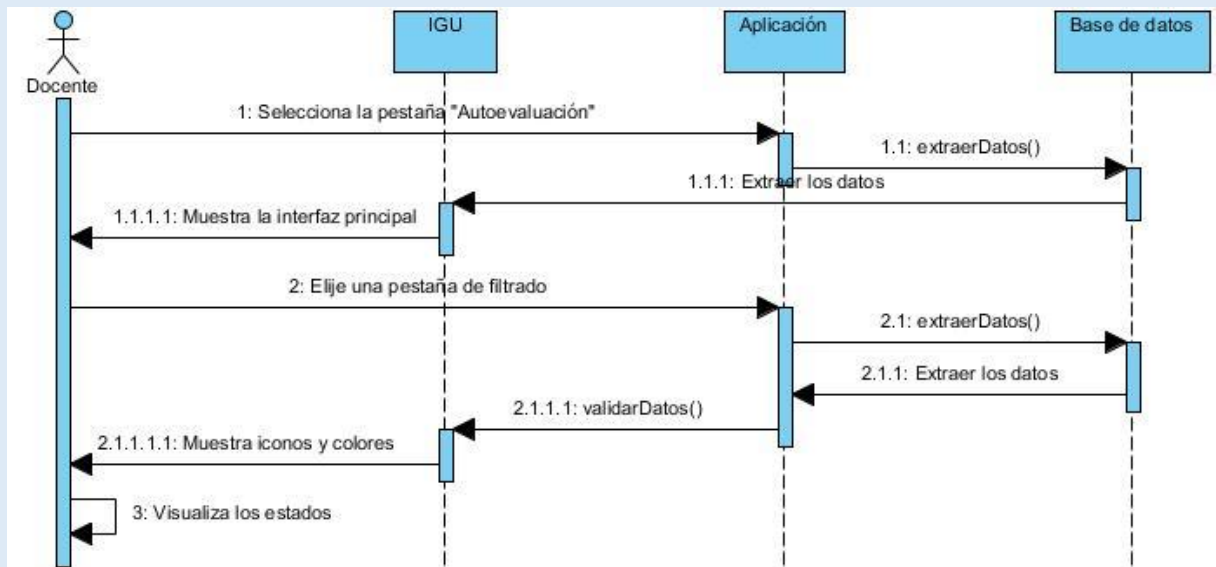 IGU
Aplicación
Base de datos
Docente
1: Selecciona la pestaña "Autoevaluación"
1.1: extraerDatos()
1.1.1: Extraer los datos
1.1.1.1: Muestra la interfaz principal
2: Elije una pestaña de filtrado
2.1: extraerDatos()
2.1.1: Extraer los datos
2.1.1.1: validarDatos()
2.1.1.1.1: Muestra iconos y colores
3: Visualiza los estados